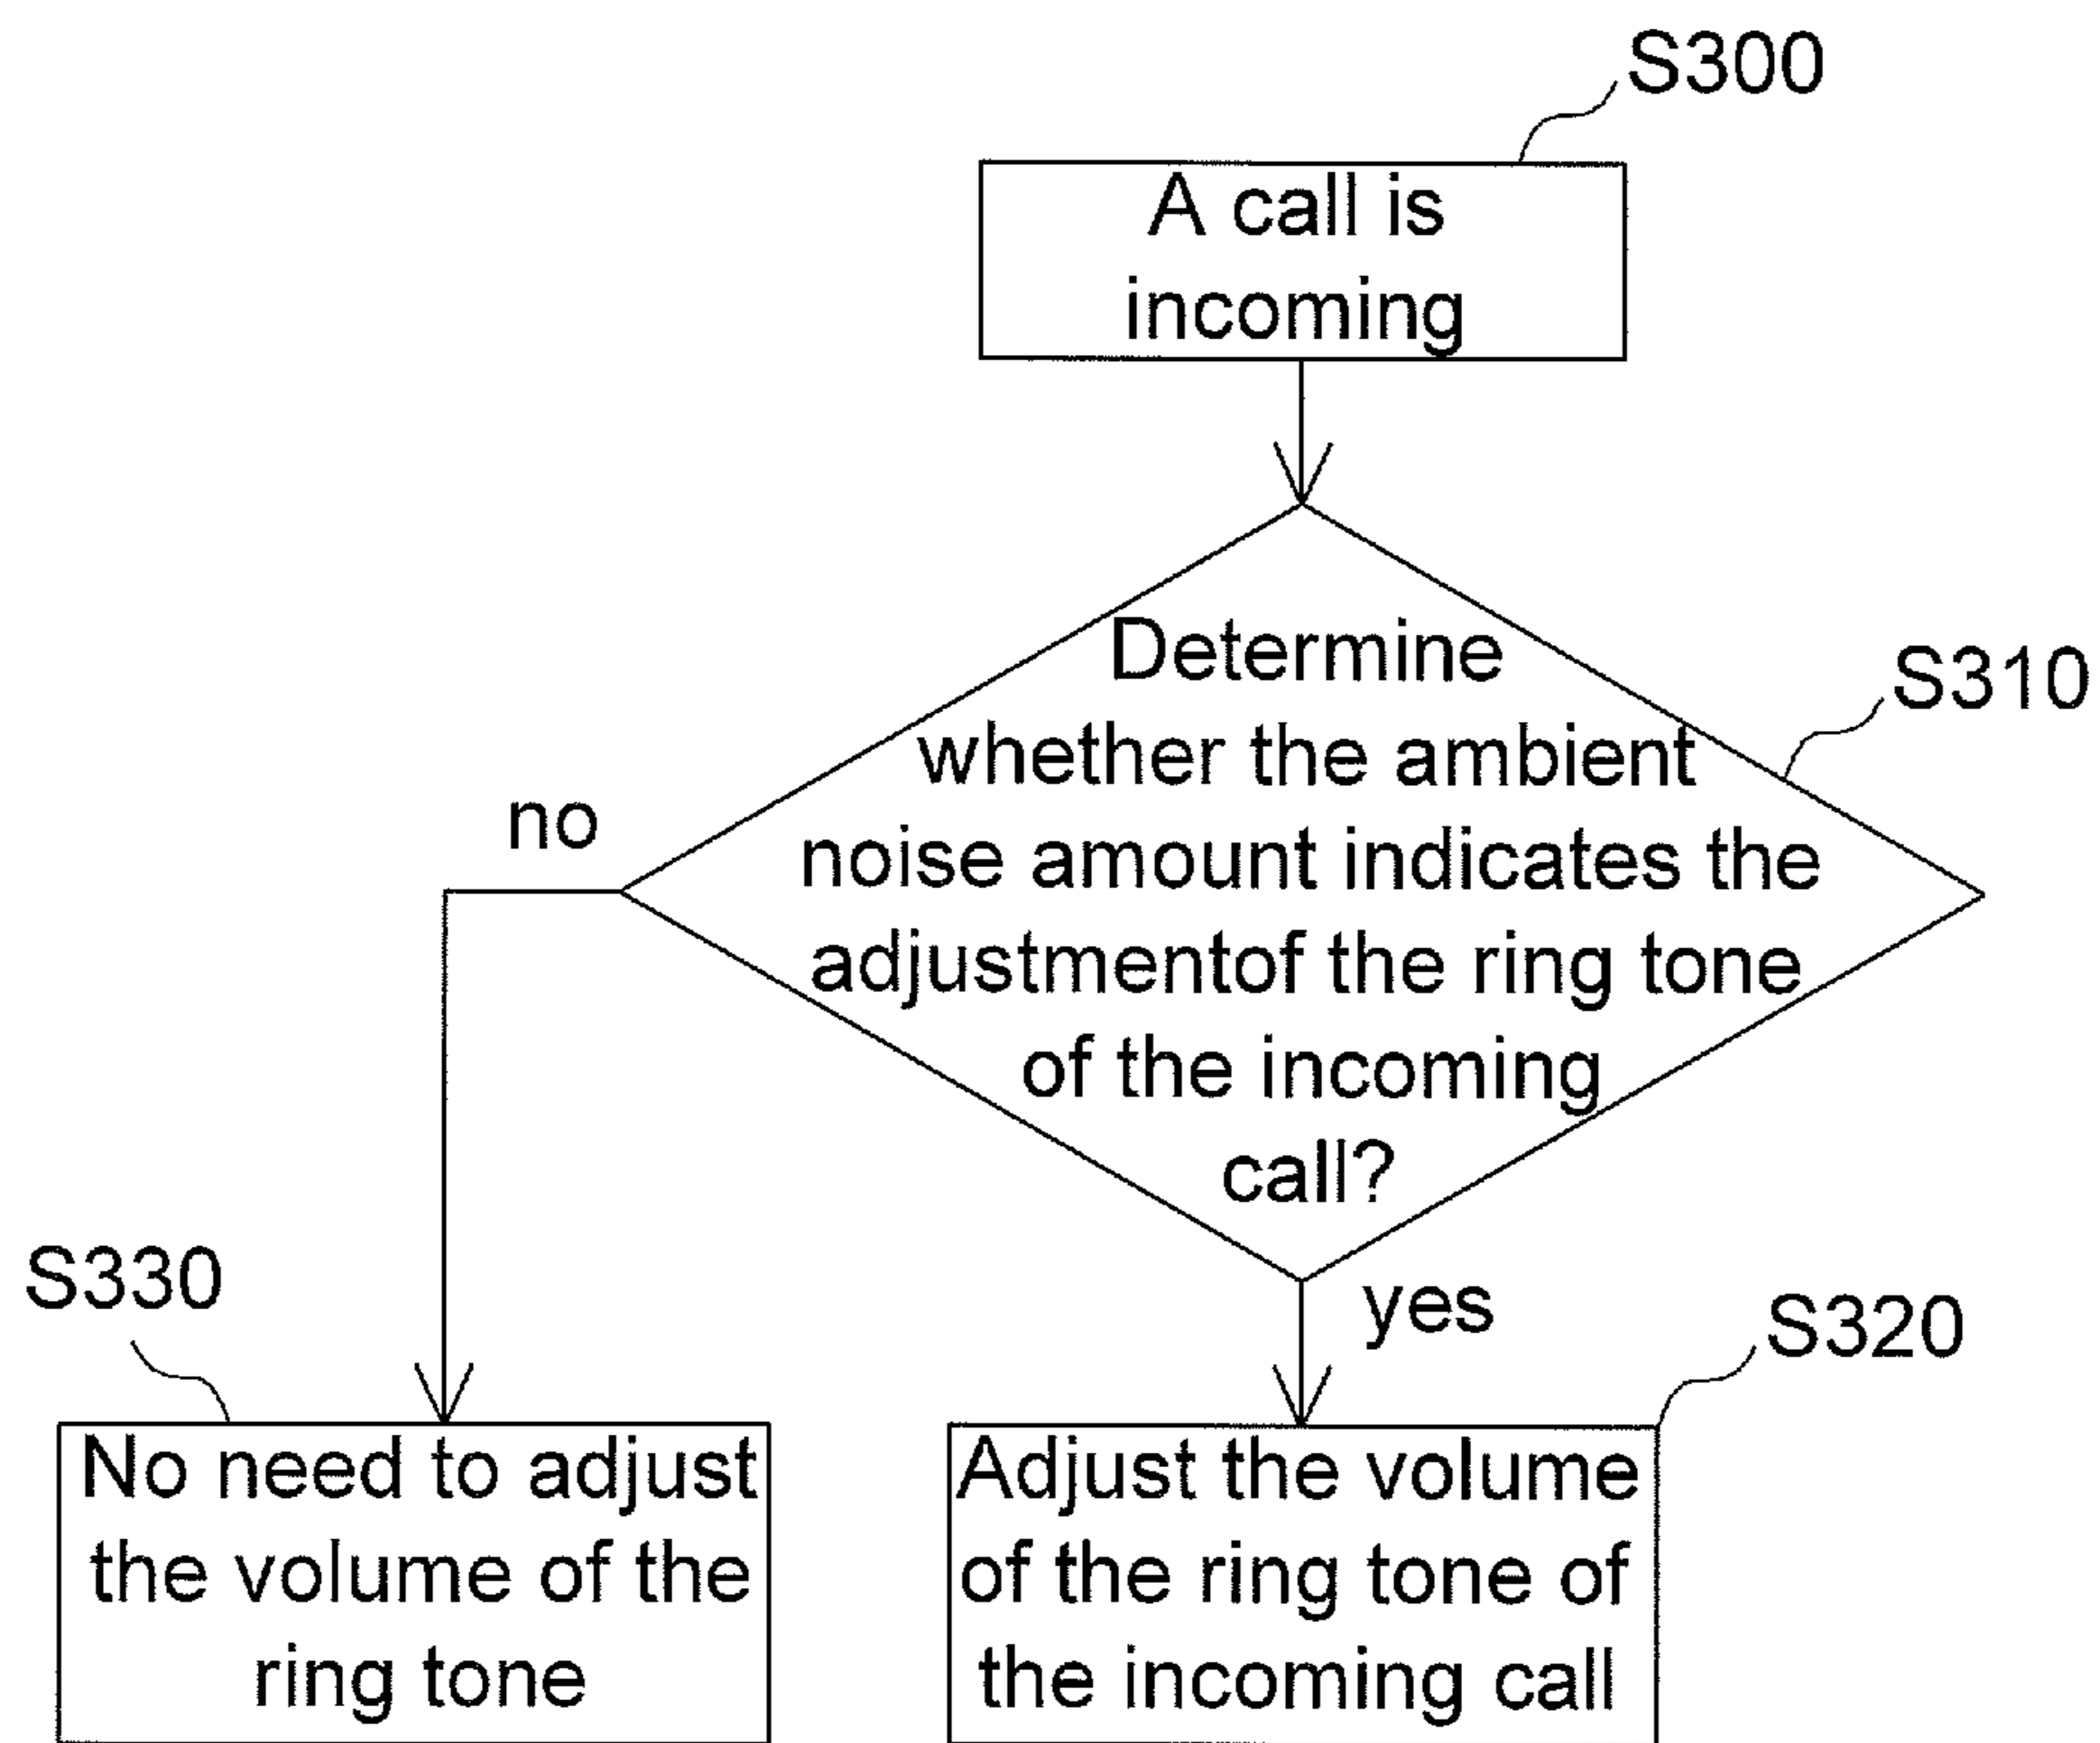 S300
A call is
incoming
Determine
whether the ambient
noise amount indicates the
adjustmentof the ring tone
of the incoming
call?
S310
no
yes
S330
No need to adjust
the volume of the
ring tone
S320
Adjust the volume
of the ring tone of
the incoming call